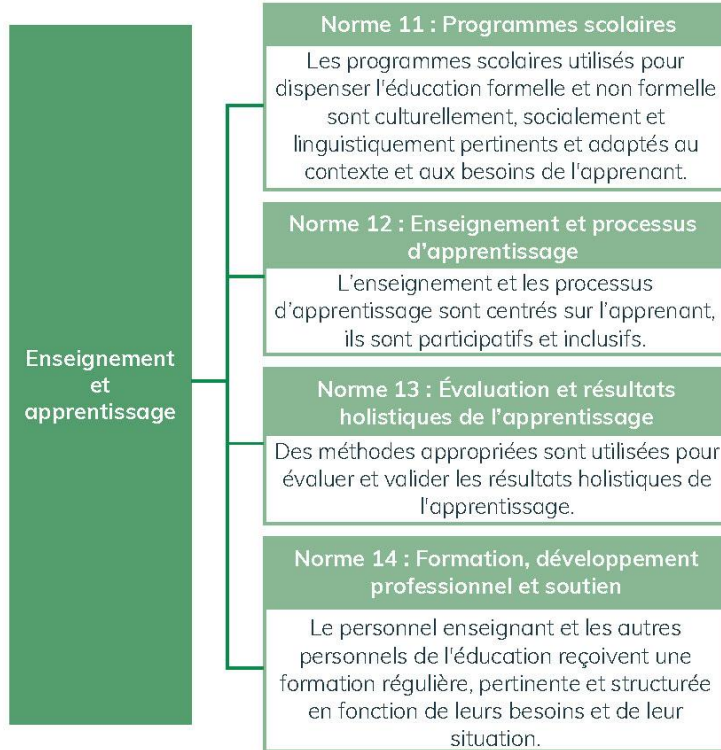 Enseignement
et
apprentissage
Norme 11 : Programmes scolaires
Les programmes scolaires utilisés pour
dispenser l'éducation formelle et non formelle
sont culturellement, socialement et
linguistiquement pertinents et adaptés au
contexte et aux besoins de l'apprenant.
Norme 12 : Enseignement et processus
d’apprentissage
L’enseignement et les processus
d’apprentissage sont centrés sur l’apprenant,
ils sont participatifs et inclusifs.
Norme 13 : Évaluation et résultats
holistiques de l’apprentissage
Des méthodes appropriées sont utilisées pour
évaluer et valider les résultats holistiques de
l'apprentissage.
Norme 14 : Formation, développement
professionnel et soutien
Le personnel enseignant et les autres
personnels de l'éducation reçoivent une
formation régulière, pertinente et structurée
en fonction de leurs besoins et de leur
situation.